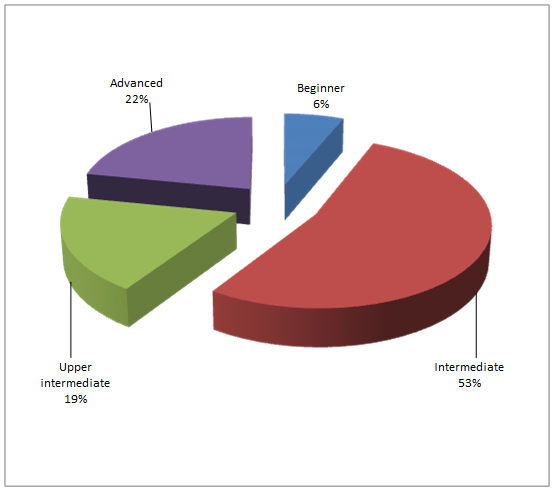 Advanced
22%
Beginner
6%
Upper
intermediate
19%
Intermediate
53%